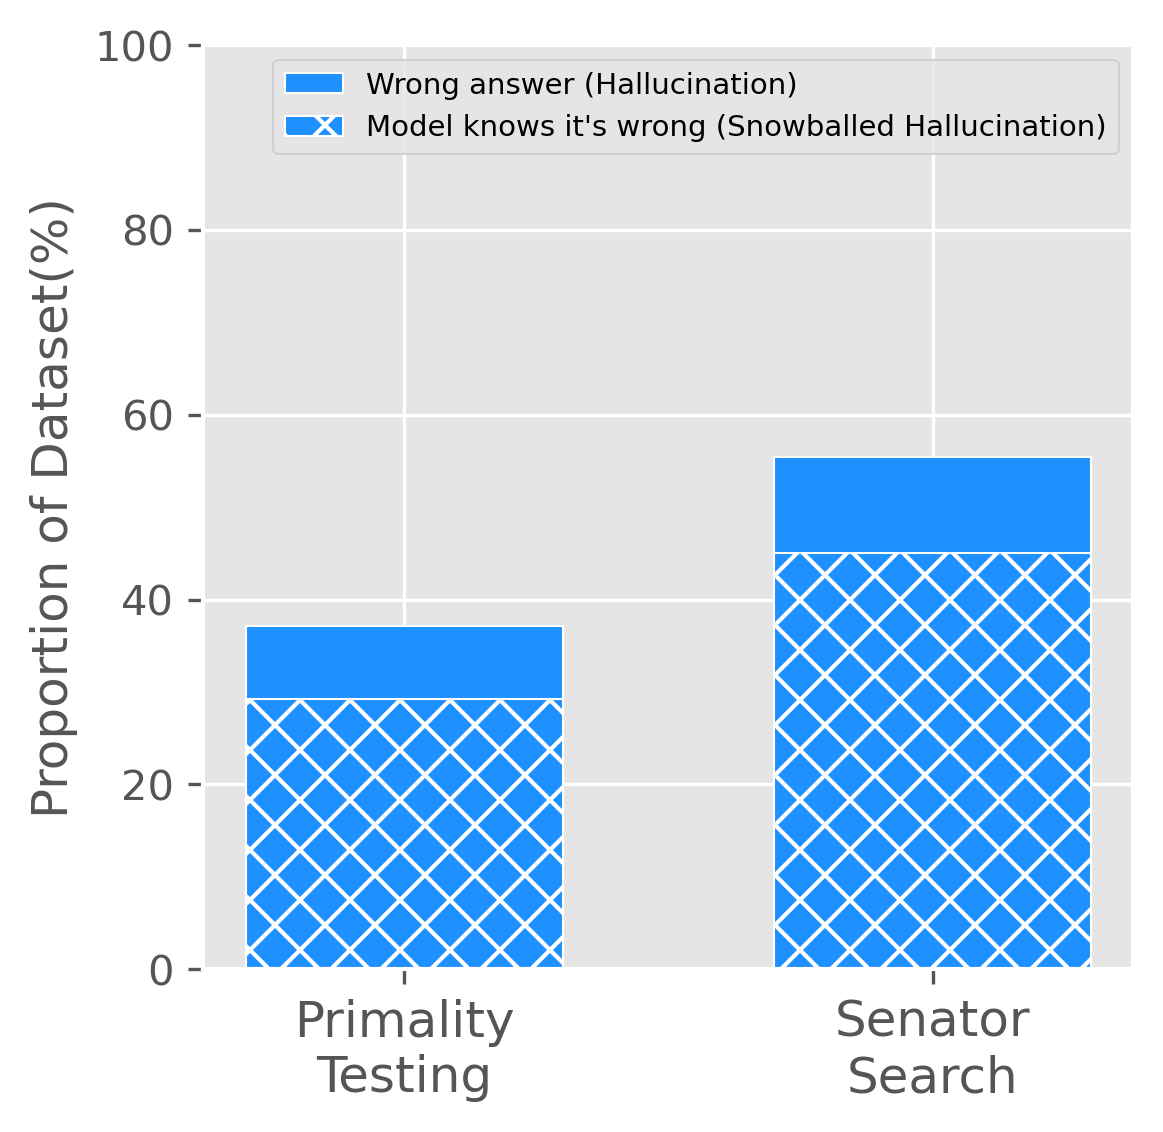 Wrong answer (Hallucination)
Model knows it's wrong (Snowballed Hallucination)
Proportion of Dataset(%)
100
80
60
40
20
0
Primality
Testing
Senator
Search